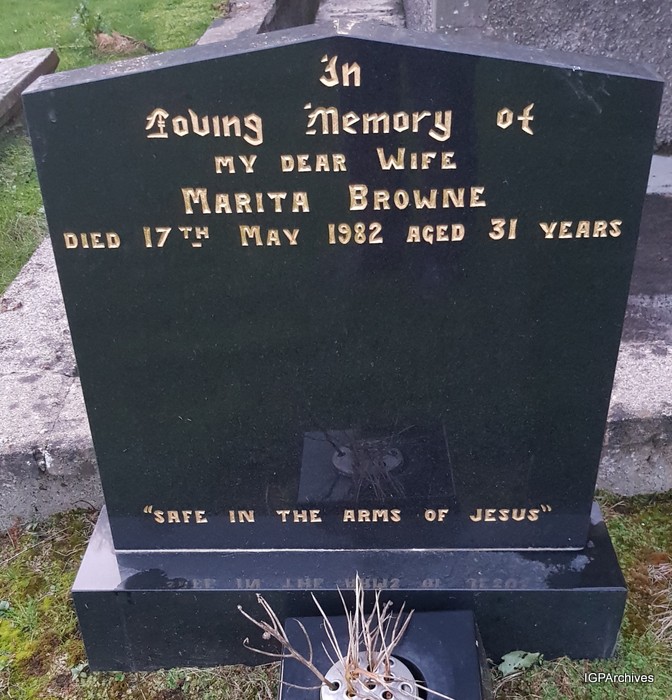 In
Loving Memory of
MY DEAR WIFE
MARITA BROWNE
DIED 17TH MAY 1982 AGED 31 YEARS
"SAFE IN THE ARMS OF JESUS"
IGPArchives